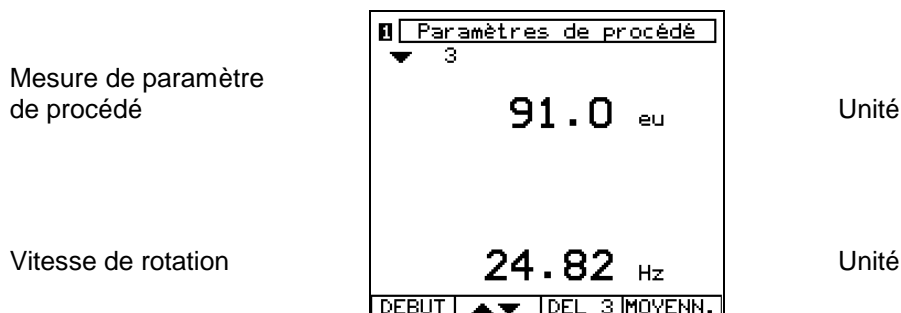 1 Paramètres de procédé
▼ 3
Mesure de paramètre
de procédé
91.0 eu
Unité
Vitesse de rotation
24.82 Hz
Unité
DEBUT ▲▼ DEL 3 MOYENN.